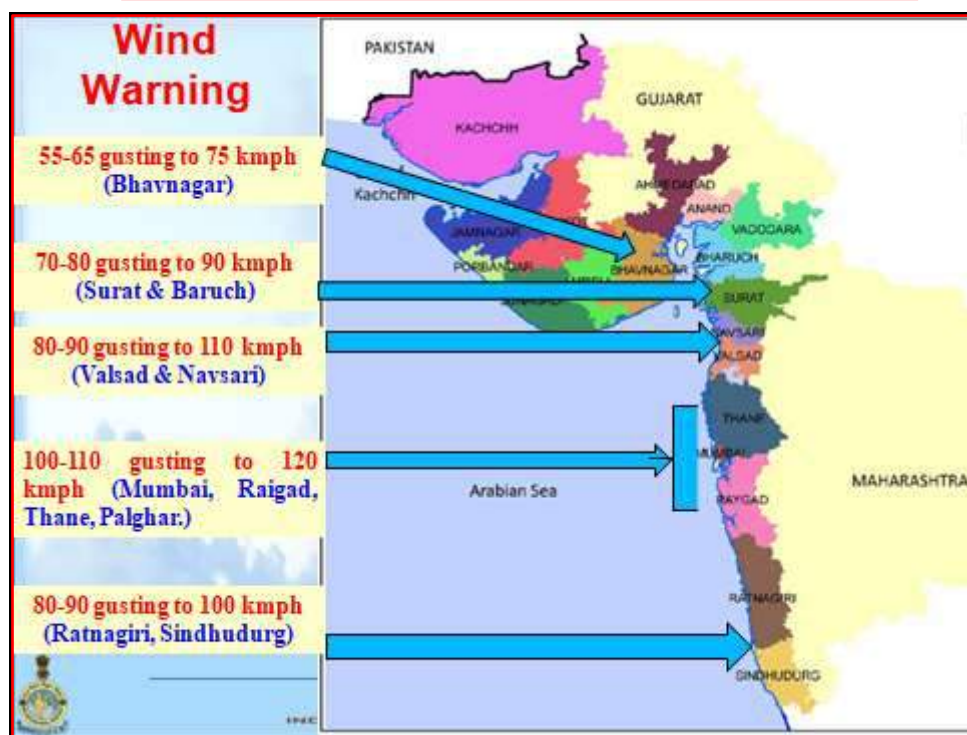 Wind
Warning
55-65 gusting to 75 kmph
(Bhavnagar)
70-80 gusting to 90 kmph
(Surat & Baruch)
80-90 gusting to 110 kmph
(Valsad & Navsari)
100-110 gusting to 120
kmph (Mumbai, Raigad,
Thane, Palghar.)
80-90 gusting to 100 kmph
(Ratnagiri, Sindhudurg)
PAKISTAN
GUJARAT
KACHCHH
Kachchh
AHMEDABAD
ANAND
VADODARA
JAMNAGAR
PORBANDAR
BHAVNAGAR
BHARUCH
SURAT
NAVSARI
VALSAD
THANE
MUMBAI
MAHARASHTRA
Arabian Sea
RAYGAD
RATNAGIRI
SINDHUDURG